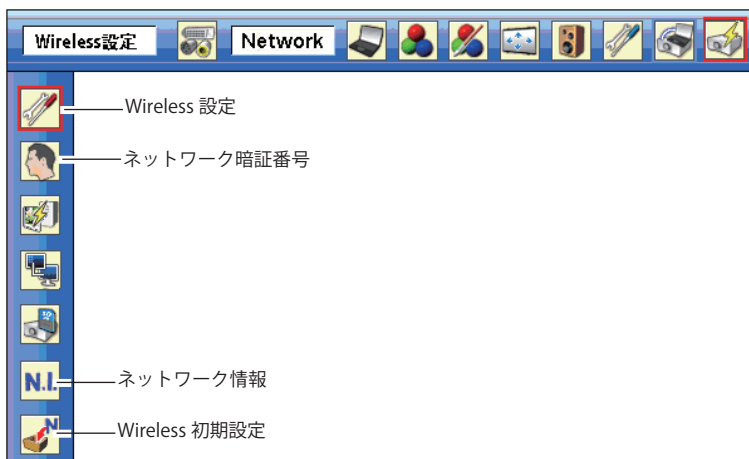 Wireless設定 Network
Wireless 設定
ネットワーク暗証番号
N.I. ネットワーク情報
N Wireless 初期設定